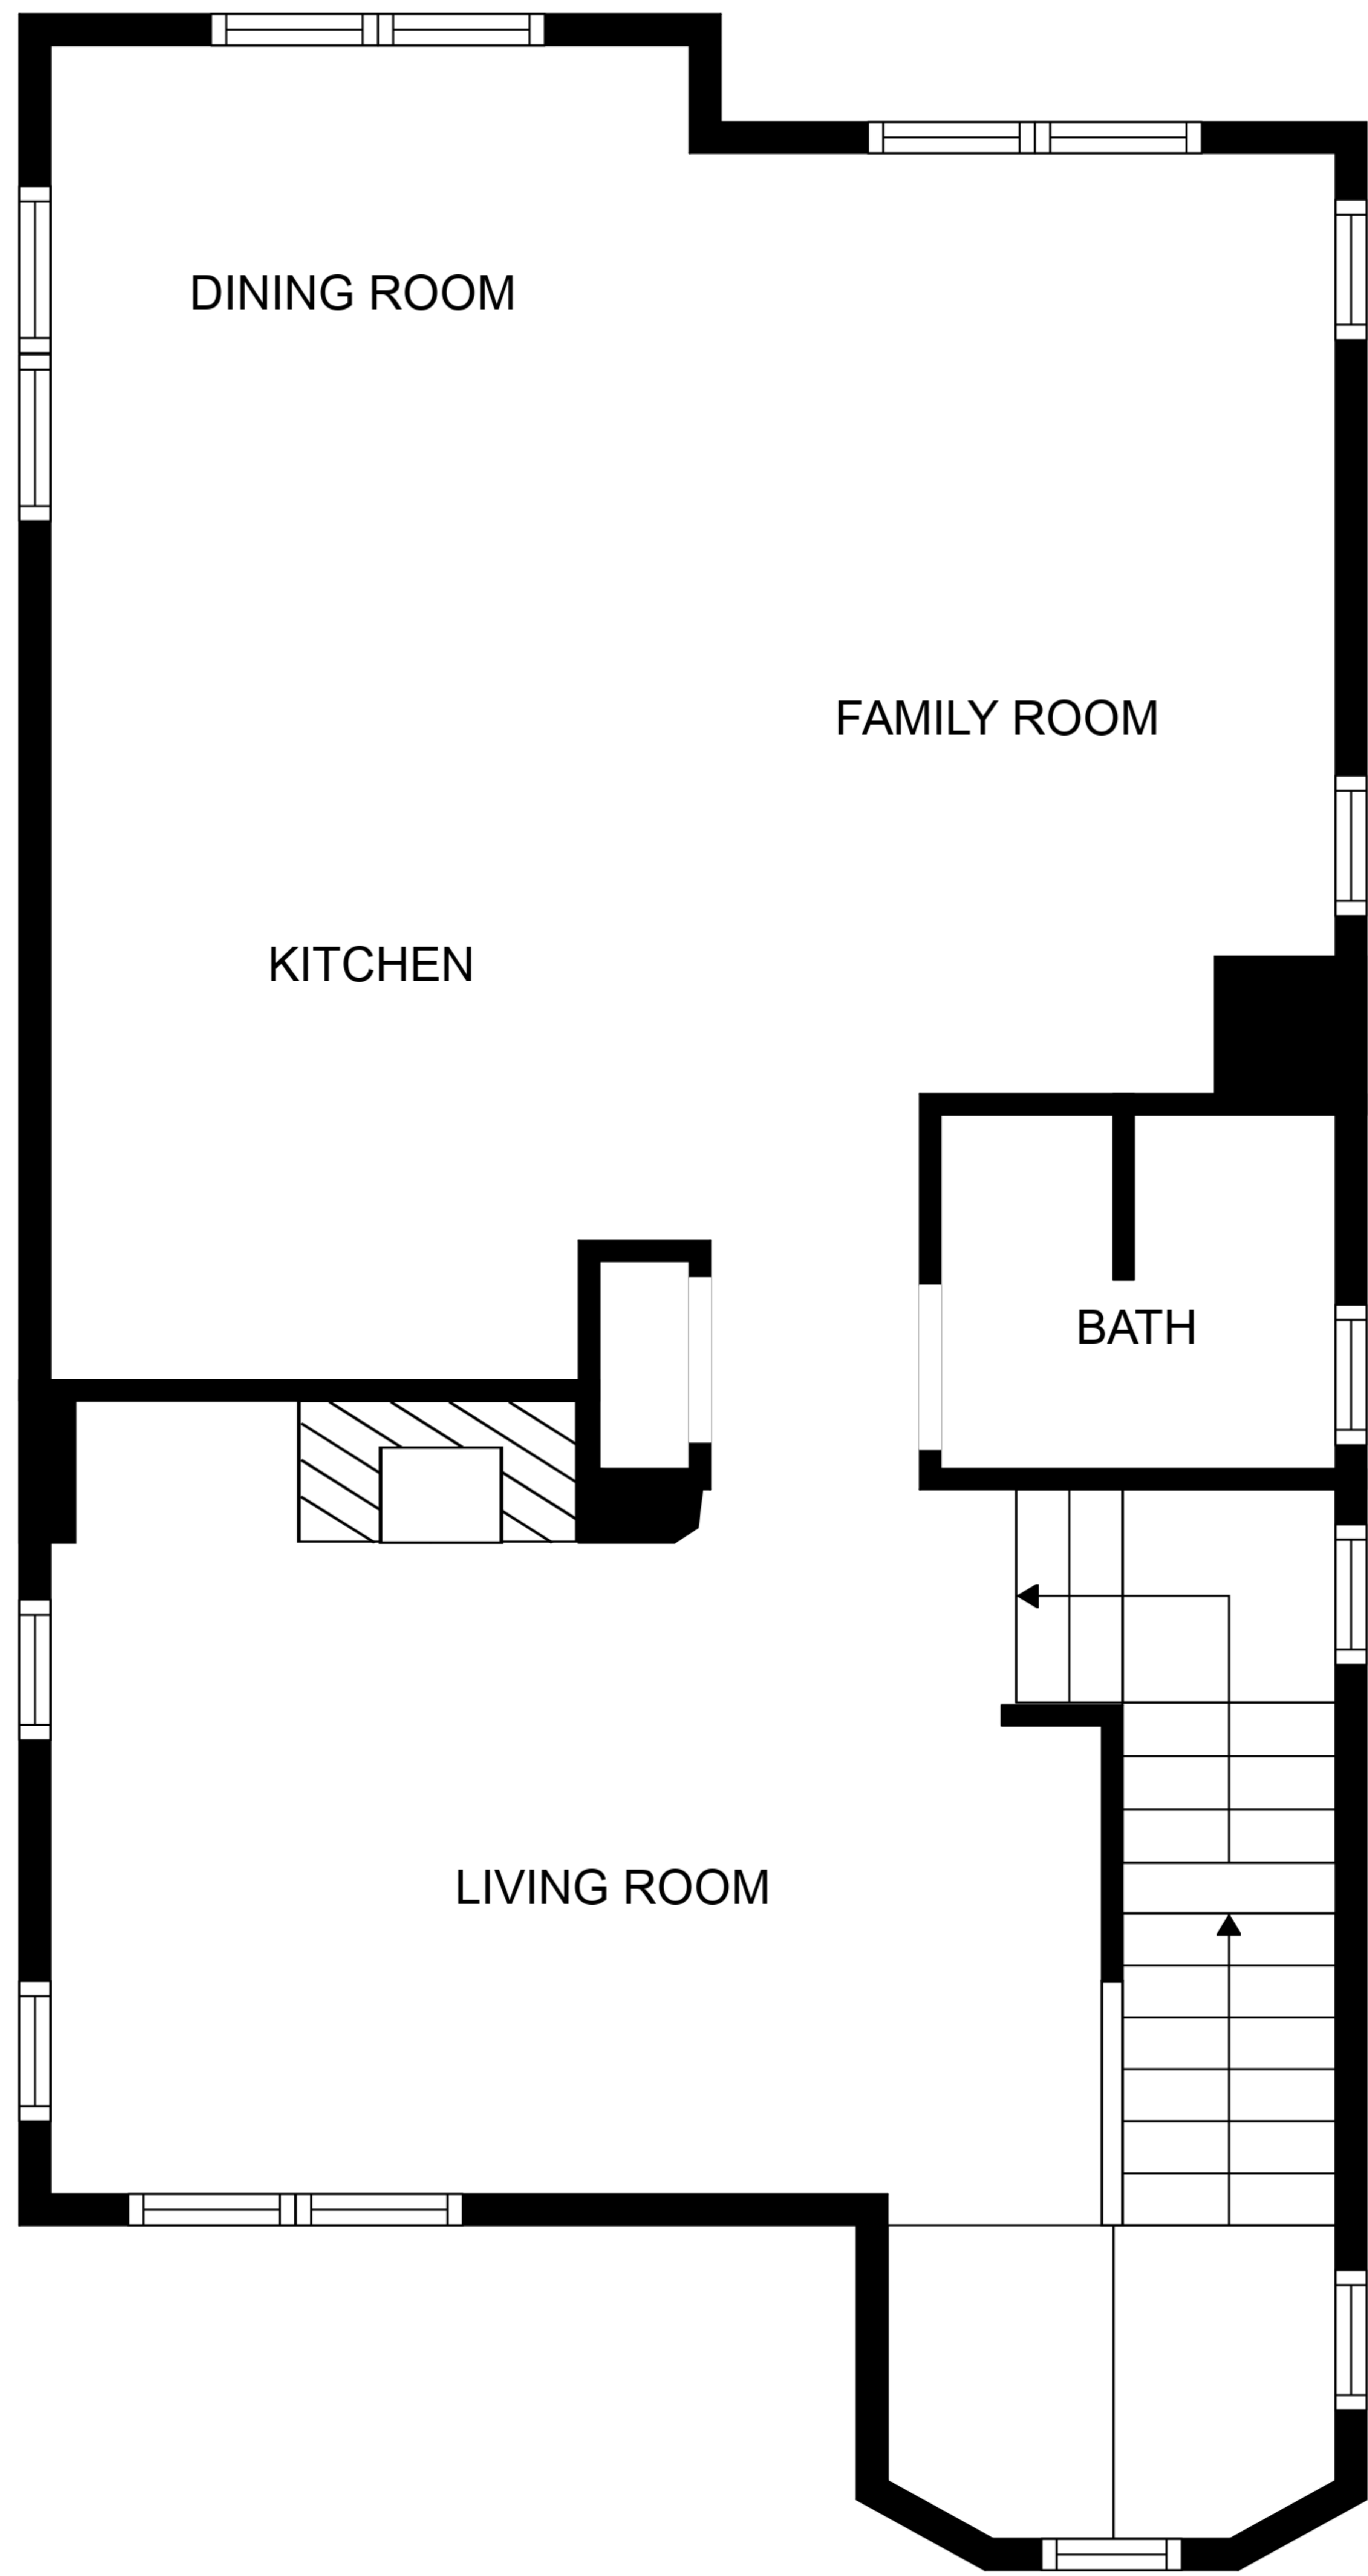 DINING ROOM
FAMILY ROOM
KITCHEN
BATH
LIVING ROOM